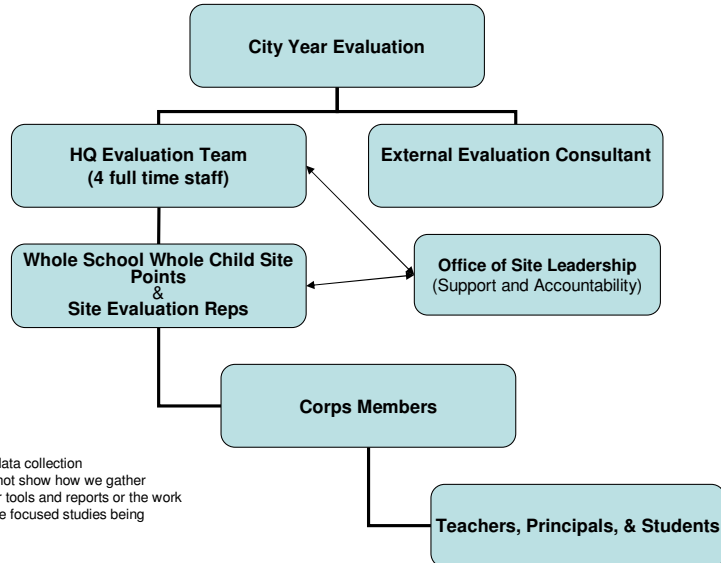 City Year Evaluation
HQ Evaluation Team
(4 full time staff)
External Evaluation Consultant
Whole School Whole Child Site
Points
&
Site Evaluation Reps
Office of Site Leadership
(Support and Accountability)
Corps Members
data collection
not show how we gather
r tools and reports or the work
e focused studies being
Teachers, Principals, & Students